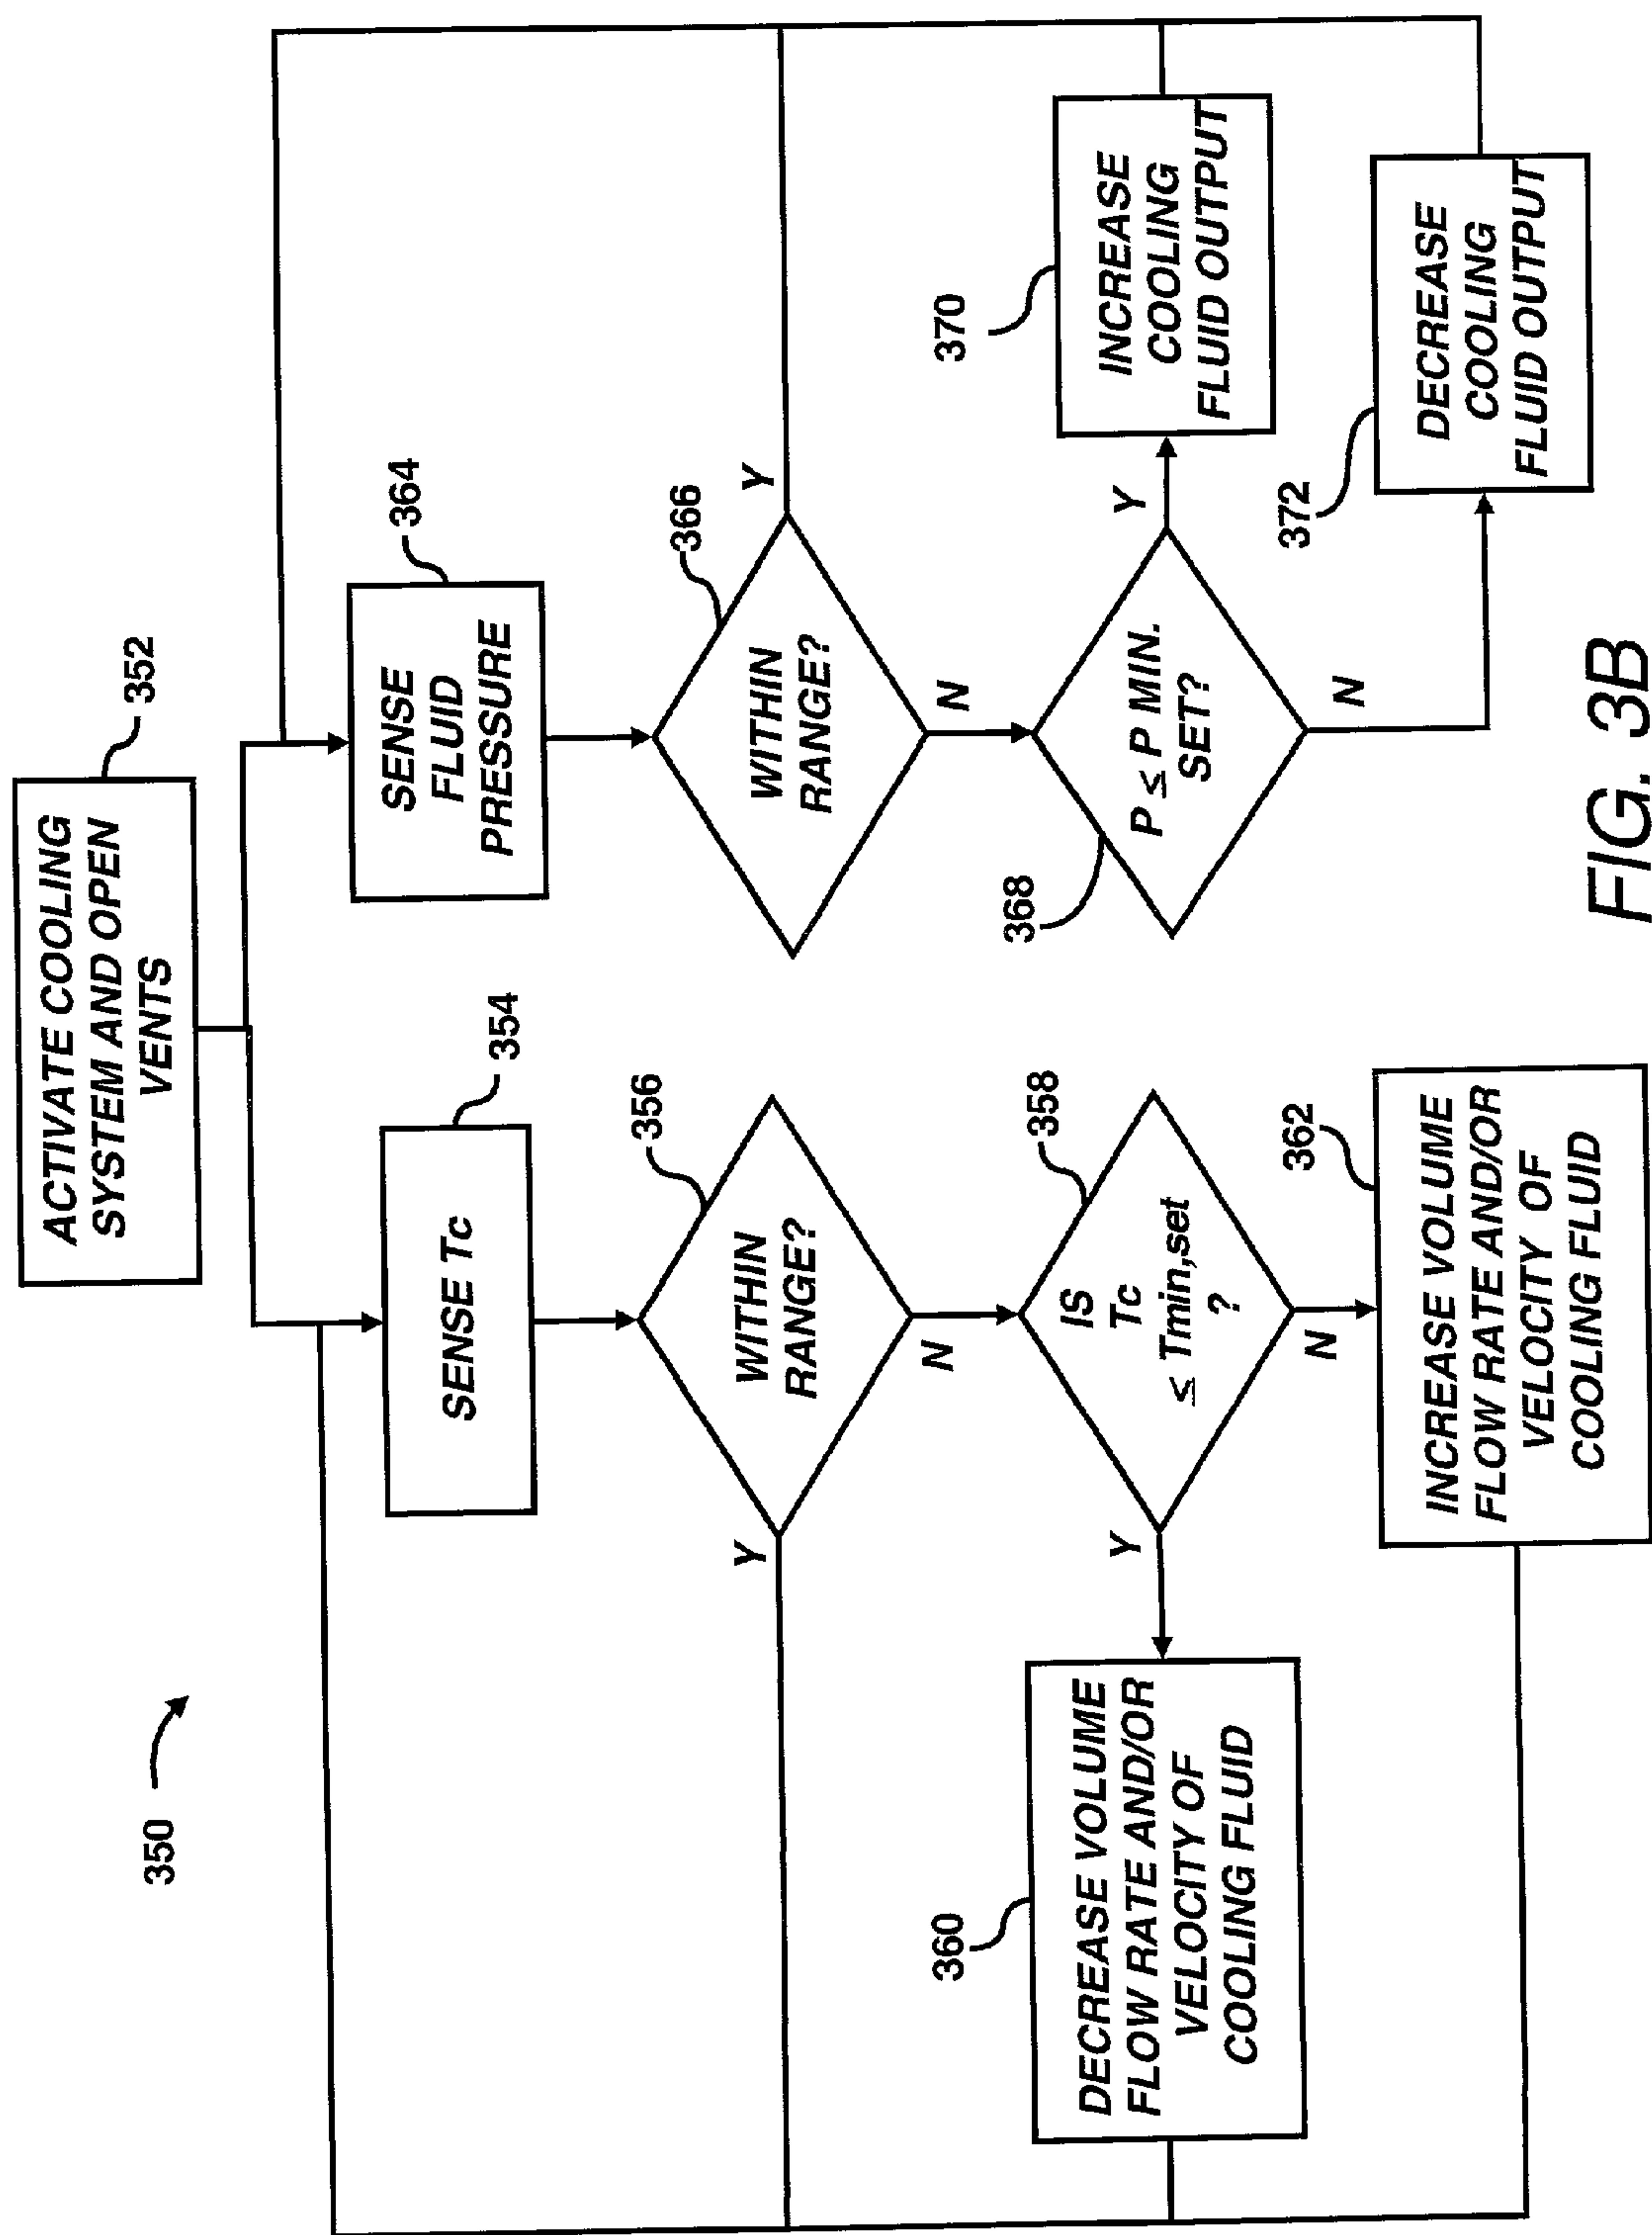 350
ACTIVATE COOLING
SYSTEM AND OPEN
VENTS
352
SENSE Tc
354
WITHIN
RANGE?
356
Y
N
IS
Tc
≤ Tmin,set
?
358
Y
N
DECREASE VOLUME
FLOW RATE AND/OR
VELOCITY OF
COOLING FLUID
360
INCREASE VOLUME
FLOW RATE AND/OR
VELOCITY OF
COOLING FLUID
362
SENSE
FLUID
PRESSURE
364
WITHIN
RANGE?
366
Y
N
P ≤ P MIN.
SET?
368
Y
N
INCREASE
COOLING
FLUID OUTPUT
370
DECREASE
COOLING
FLUID OUTPUT
372
FIG. 3B